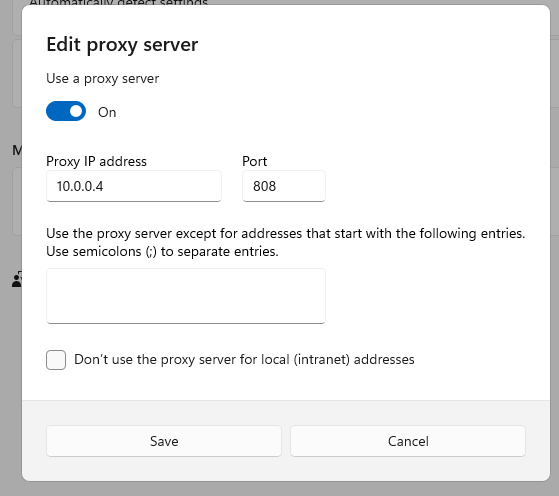 Automatically detect settings
Edit proxy server
Use a proxy server
On
Proxy IP address
Port
10.0.0.4
808
Use the proxy server except for addresses that start with the following entries.
Use semicolons (;) to separate entries.
Don't use the proxy server for local (intranet) addresses
Save
Cancel